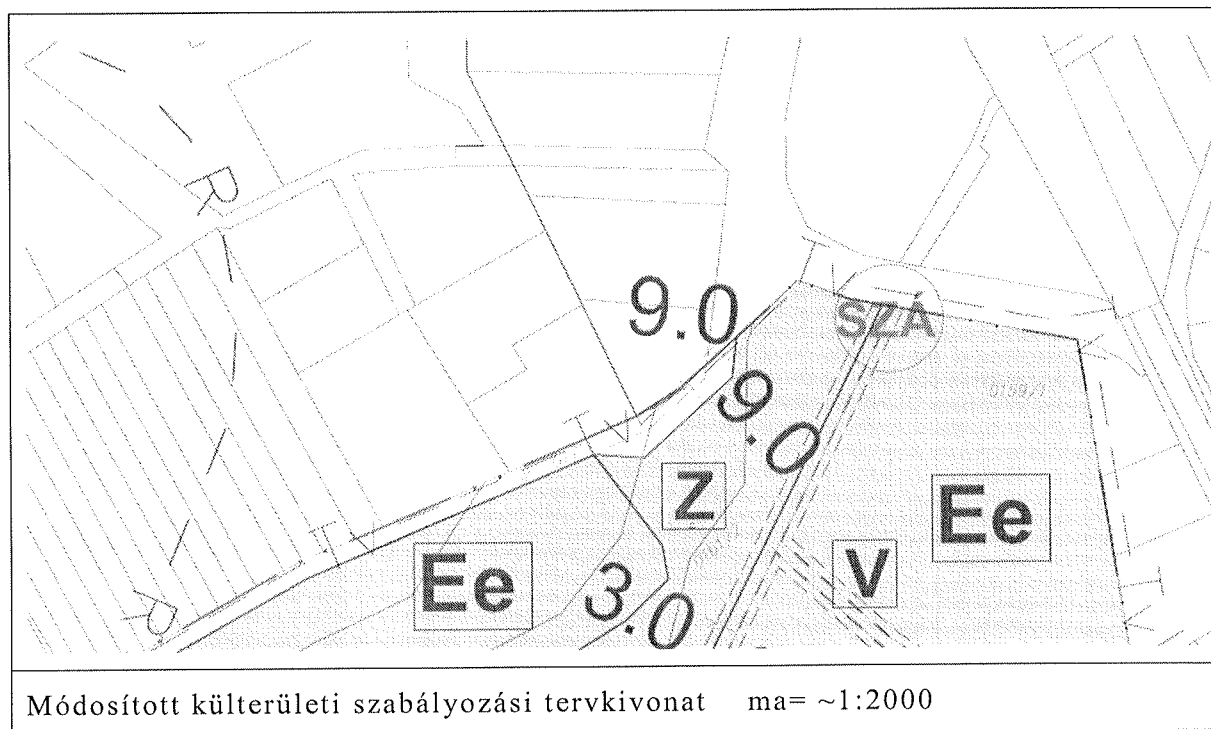 R
9.0
SZÁ
9.0
Z
Ee
Ee
V
3.0
R
Módosított külterületi szabályozási tervkivonat ma= ~1:2000